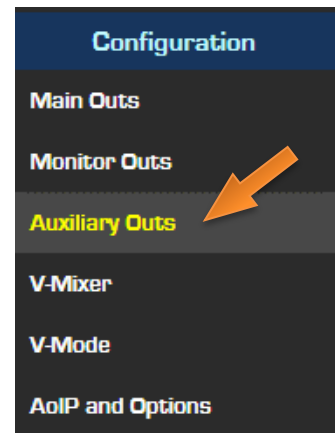 Configuration
Main Outs
Monitor Outs
Auxiliary Outs
V-Mixer
V-Mode
AoIP and Options